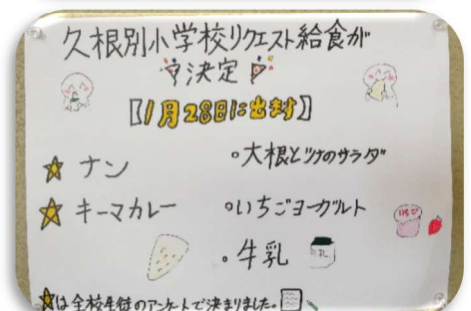 久根別小学校リクエスト給食が
決定
【1月28日に出ます】
☆ ナン
☆ キーマカレー
。大根とツナのサラダ
。いちごヨーグルト
いちご
。牛乳
☆は全校生徒のアンケートで決まりました。